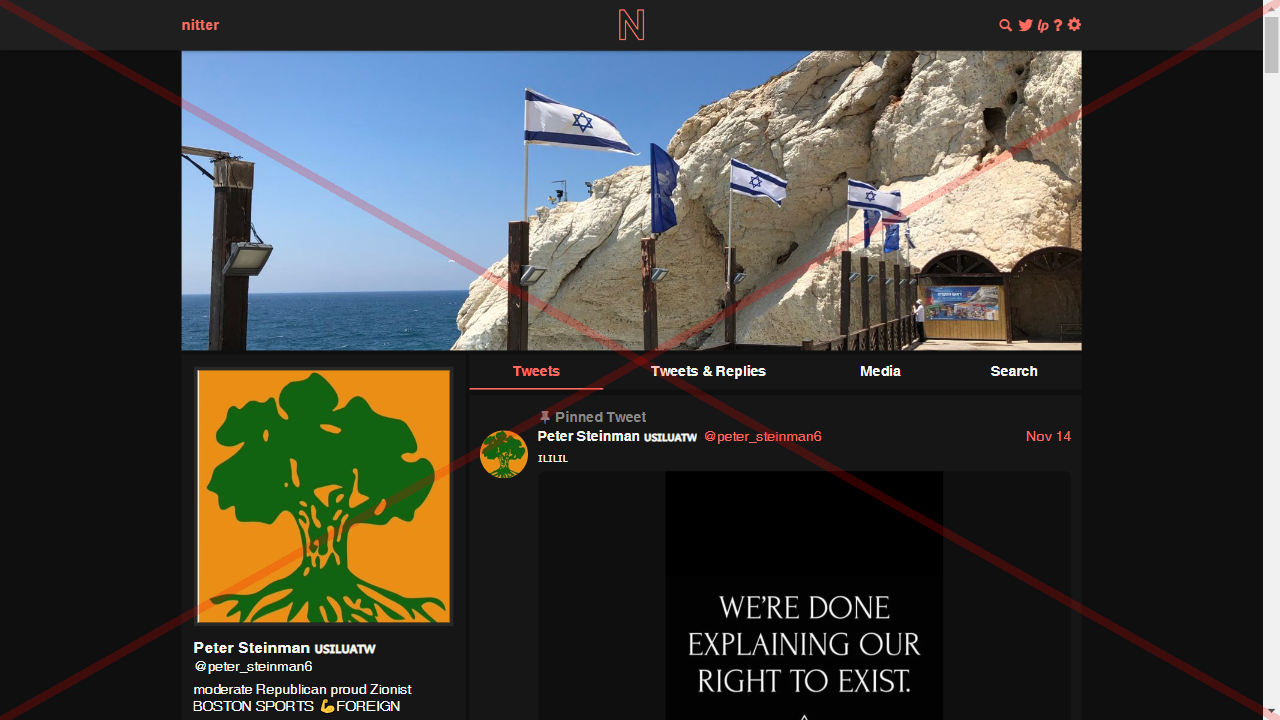 nitter
N
lp ?
Tweets
Tweets & Replies
Media
Search
Pinned Tweet
Peter Steinman USILUATW @peter_steinman6
Nov 14
ILILIL
WE'RE DONE
EXPLAINING OUR
RIGHT TO EXIST.
Peter Steinman USILUATW
@peter_steinman6
moderate Republican proud Zionist
BOSTON SPORTS 💪FOREIGN